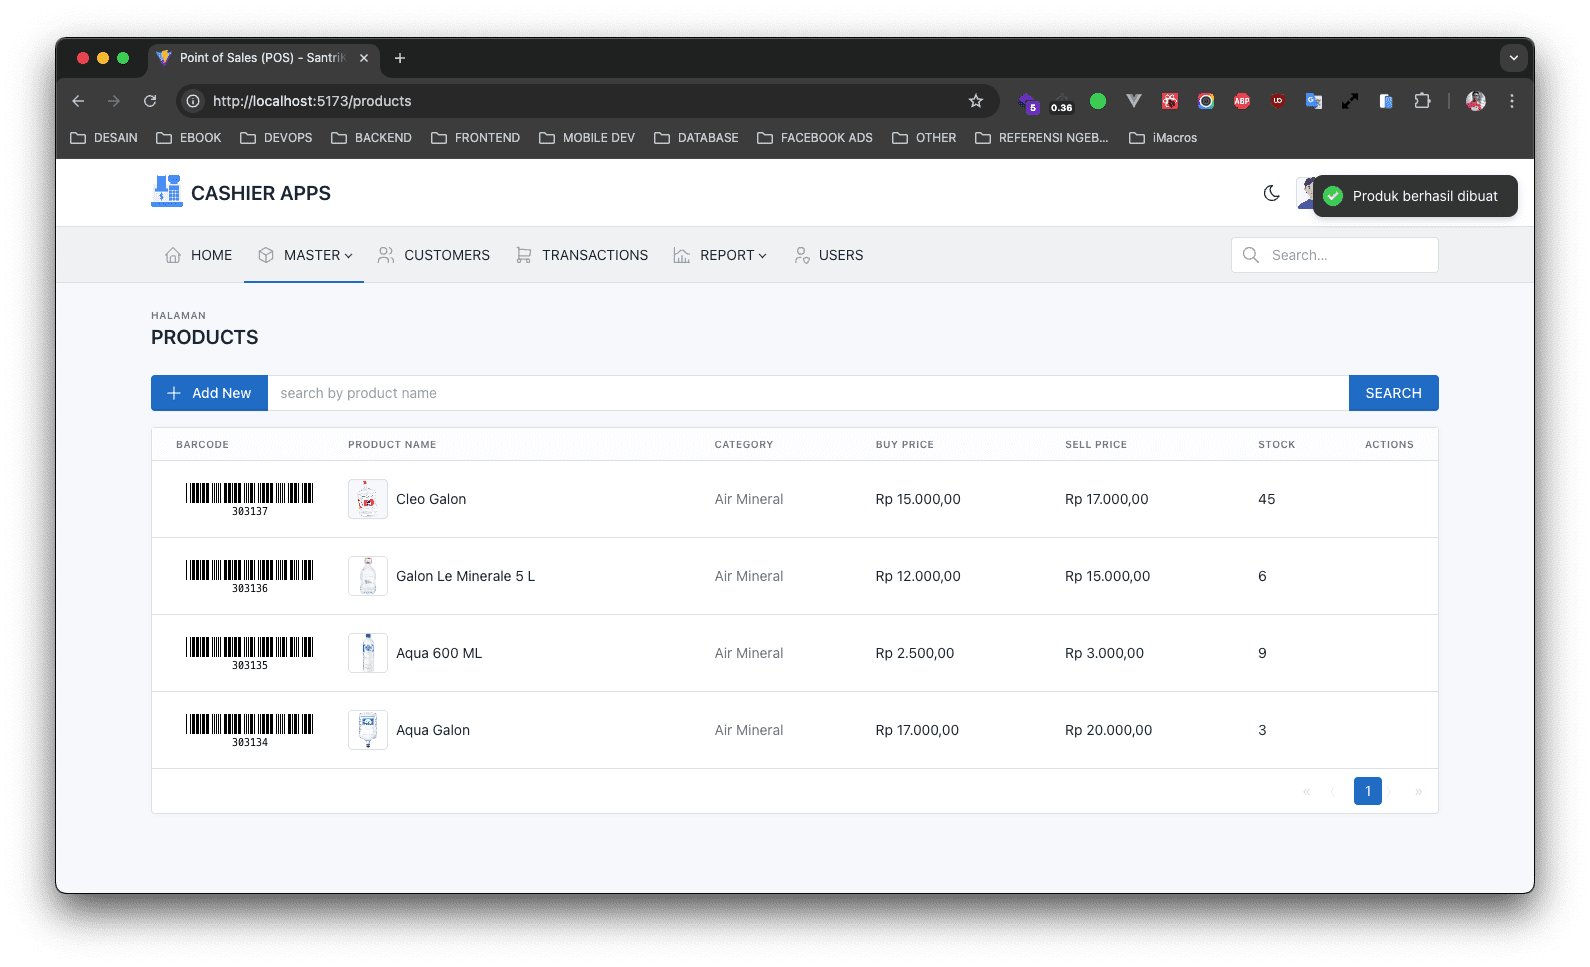 Point of Sales (POS) - SantriK
http://localhost:5173/products
5
0.36
ABP
DESAIN
EBOOK
DEVOPS
BACKEND
FRONTEND
MOBILE DEV
DATABASE
FACEBOOK ADS
OTHER
REFERENSI NGEB...
iMacros
CASHIER APPS
Produk berhasil dibuat
HOME
MASTER
CUSTOMERS
TRANSACTIONS
REPORT
USERS
Search...
HALAMAN
PRODUCTS
Add New
search by product name
SEARCH
BARCODE PRODUCT NAME CATEGORY BUY PRICE SELL PRICE STOCK ACTIONS
303137 Cleo Galon Air Mineral Rp 15.000,00 Rp 17.000,00 45
303136 Galon Le Minerale 5 L Air Mineral Rp 12.000,00 Rp 15.000,00 6
303135 Aqua 600 ML Air Mineral Rp 2.500,00 Rp 3.000,00 9
303134 Aqua Galon Air Mineral Rp 17.000,00 Rp 20.000,00 3
« ‹ 1 › »